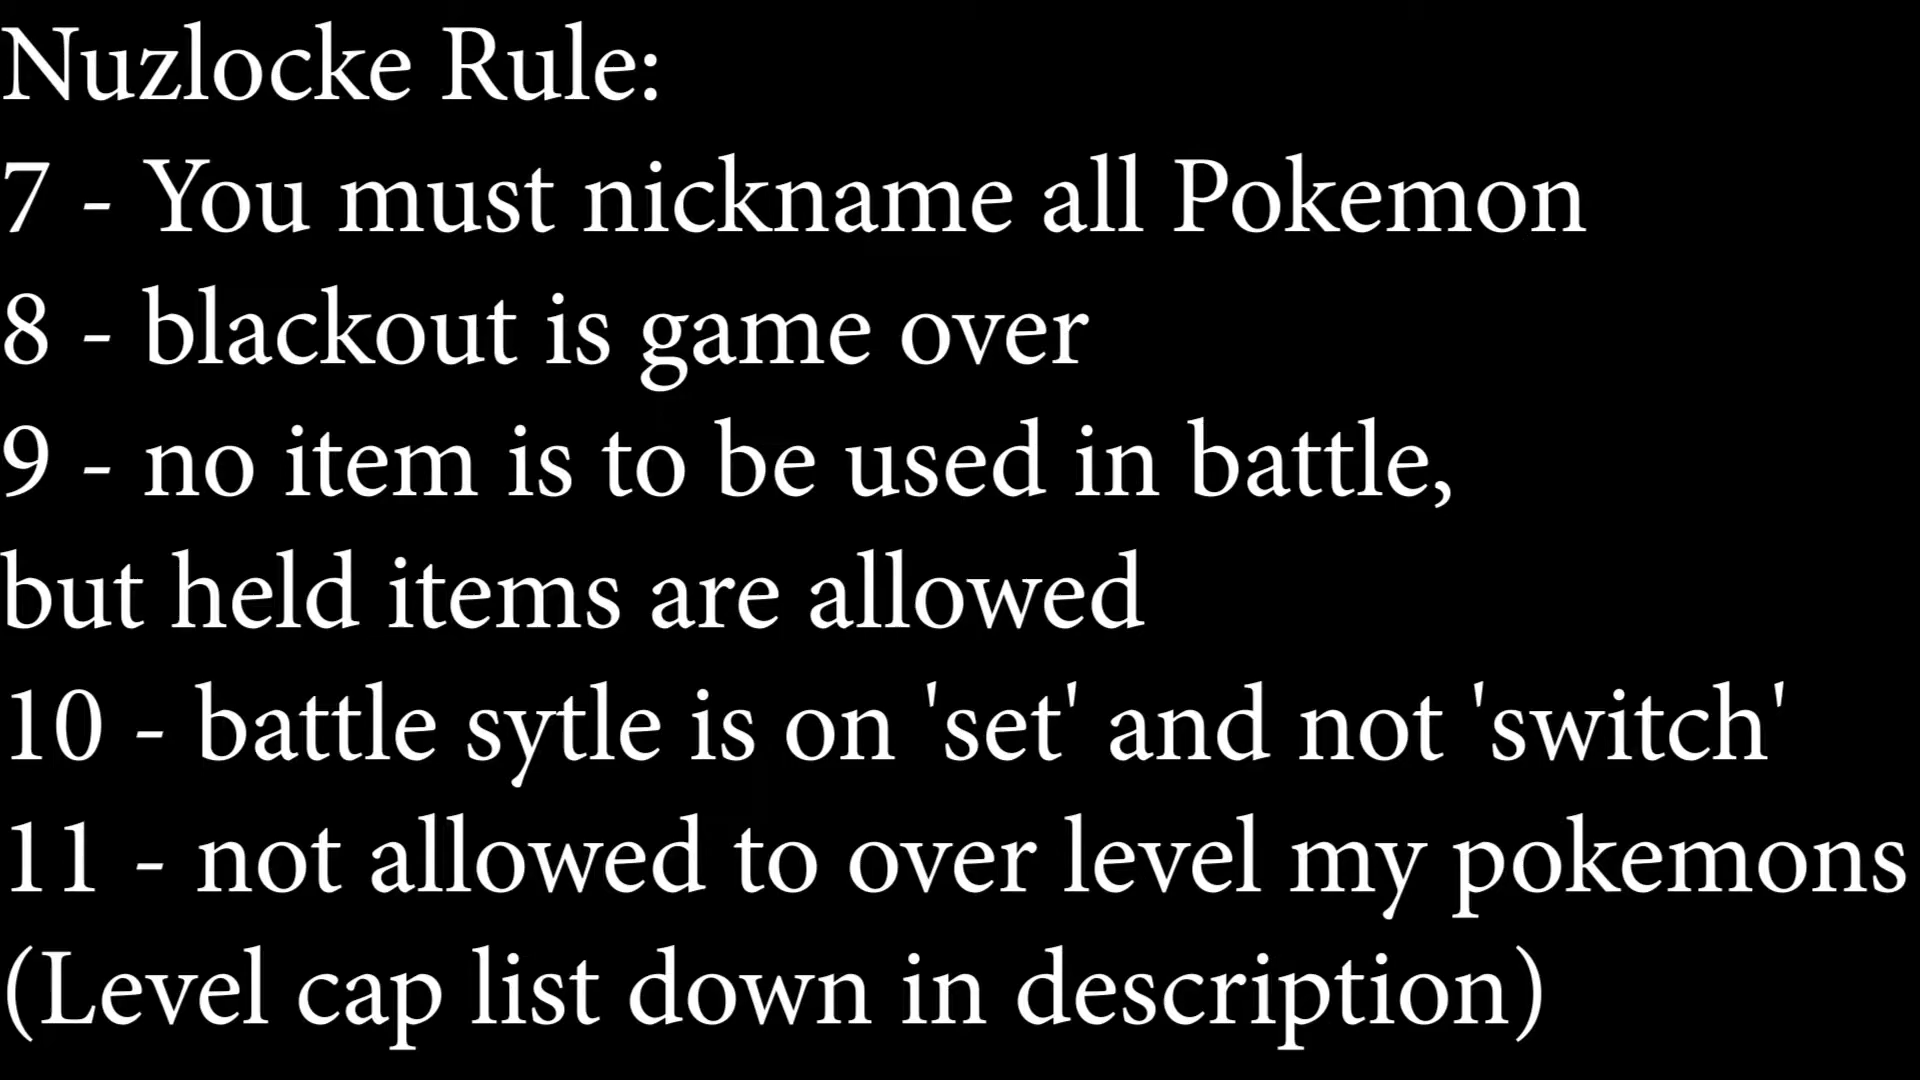 Nuzlocke Rule:
7 - You must nickname all Pokemon
8 - blackout is game over
9 - no item is to be used in battle,
but held items are allowed
10 - battle sytle is on 'set' and not 'switch'
11 - not allowed to over level my pokemons
(Level cap list down in description)